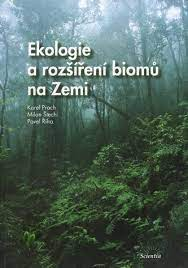 Ekologie
a rozšíření biomů
na Zemi
Karel Prach
Milan Štech
Pavel Říha
Scientia